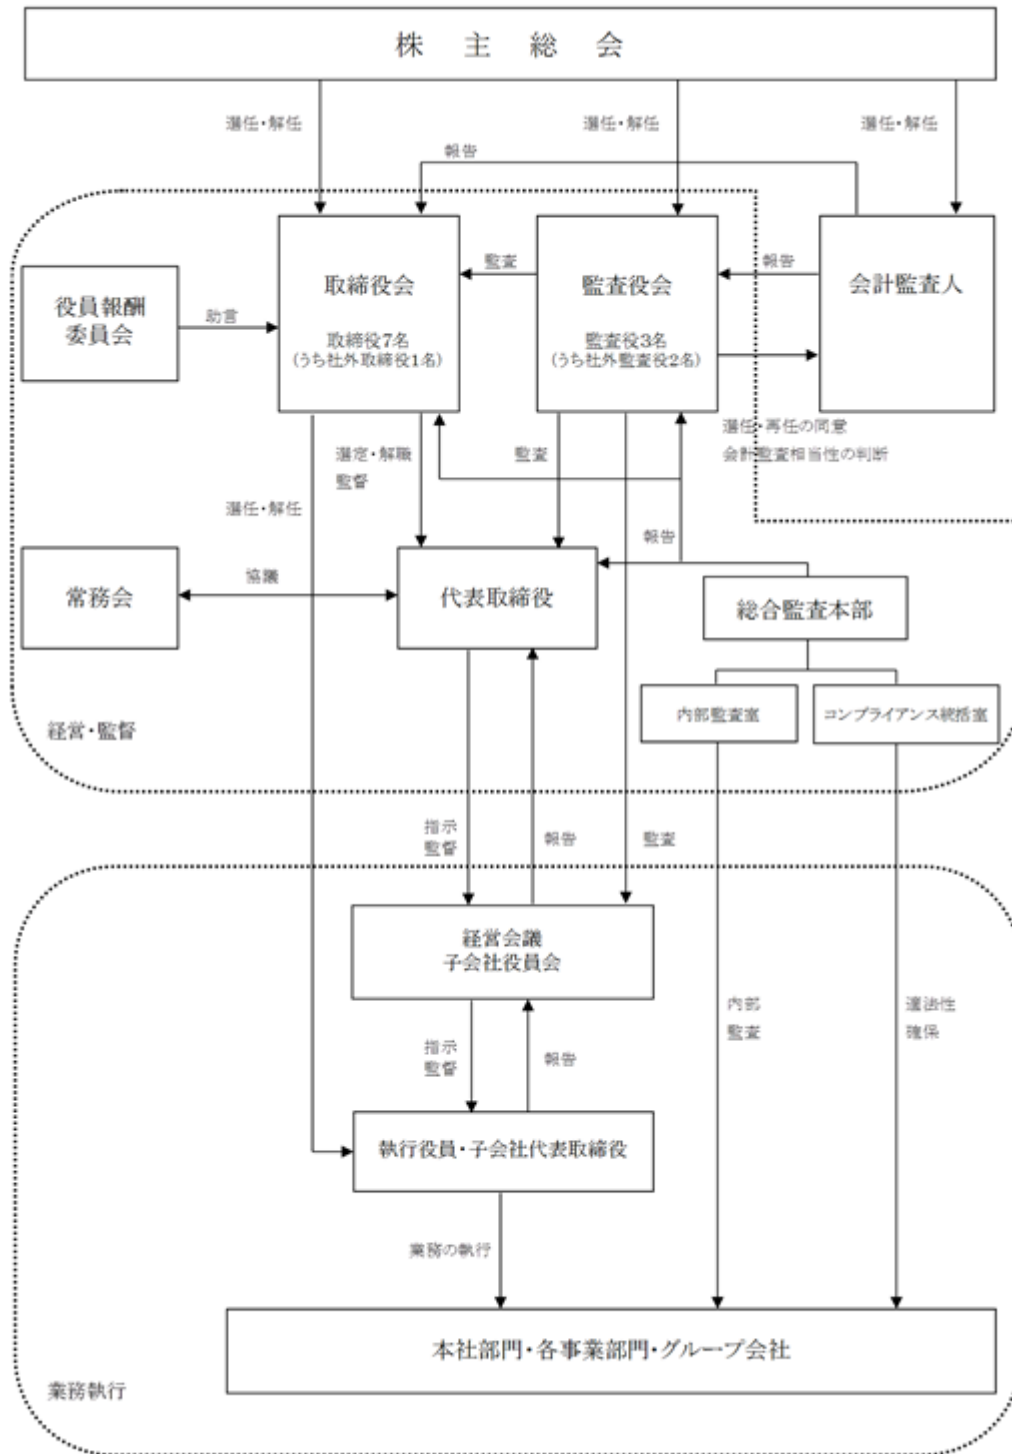 株主総会
選任・解任
選任・解任
選任・解任
報告
取締役会
取締役7名
(うち社外取締役1名)
監査
監査役会
監査役3名
(うち社外監査役2名)
報告
会計監査人
役員報酬
委員会
助言
選任・再任の同意
会計監査相当性の判断
選定・解職
監督
監査
選任・解任
報告
常務会
協議
代表取締役
総合監査本部
内部監査室
コンプライアンス統括室
経営・監督
指示
監督
報告
監査
経営会議
子会社役員会
内部
監査
適法性
確保
指示
監督
報告
執行役員・子会社代表取締役
業務の執行
本社部門・各事業部門・グループ会社
業務執行